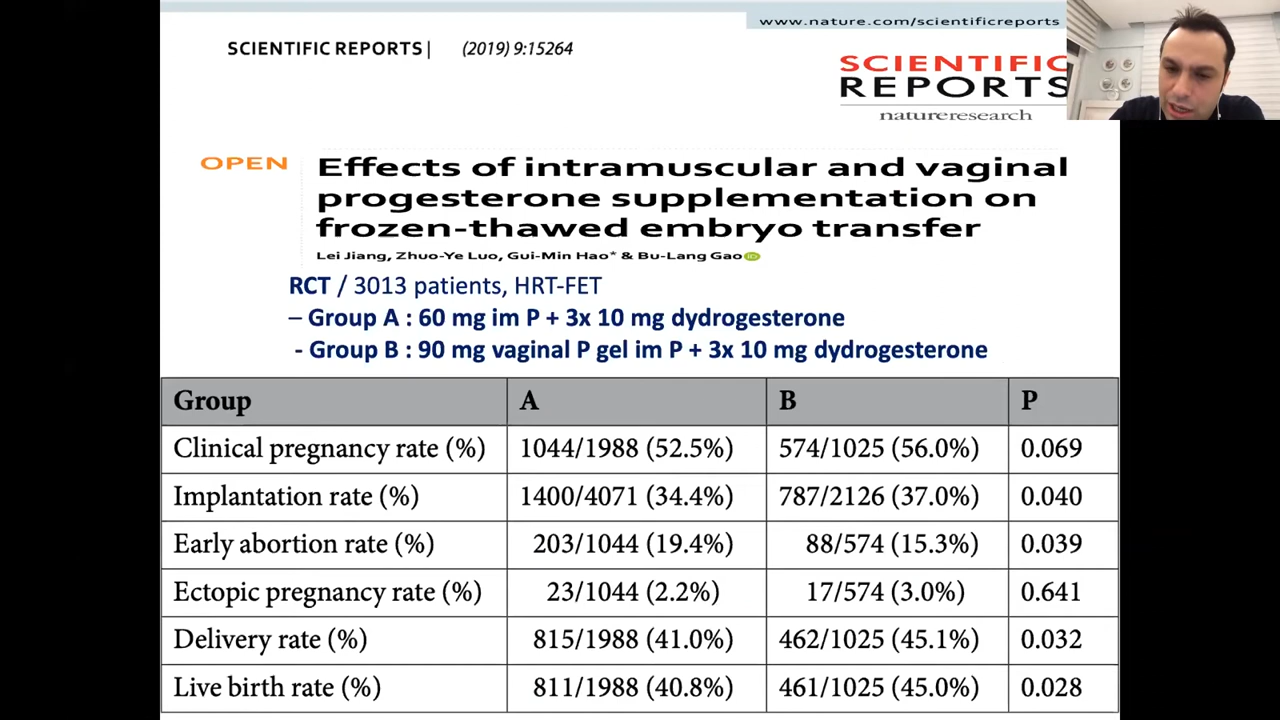 www.nature.com/scientificreports
SCIENTIFIC REPORTS | (2019) 9:15264
SCIENTIFIC
REPORTS
natureresearch
OPEN
Effects of intramuscular and vaginal
progesterone supplementation on
frozen-thawed embryo transfer
Lei Jiang, Zhuo-Ye Luo, Gui-Min Hao* & Bu-Lang Gao
RCT / 3013 patients, HRT-FET
– Group A : 60 mg im P + 3x 10 mg dydrogesterone
- Group B : 90 mg vaginal P gel im P + 3x 10 mg dydrogesterone
Group A B P
Clinical pregnancy rate (%) 1044/1988 (52.5%) 574/1025 (56.0%) 0.069
Implantation rate (%) 1400/4071 (34.4%) 787/2126 (37.0%) 0.040
Early abortion rate (%) 203/1044 (19.4%) 88/574 (15.3%) 0.039
Ectopic pregnancy rate (%) 23/1044 (2.2%) 17/574 (3.0%) 0.641
Delivery rate (%) 815/1988 (41.0%) 462/1025 (45.1%) 0.032
Live birth rate (%) 811/1988 (40.8%) 461/1025 (45.0%) 0.028